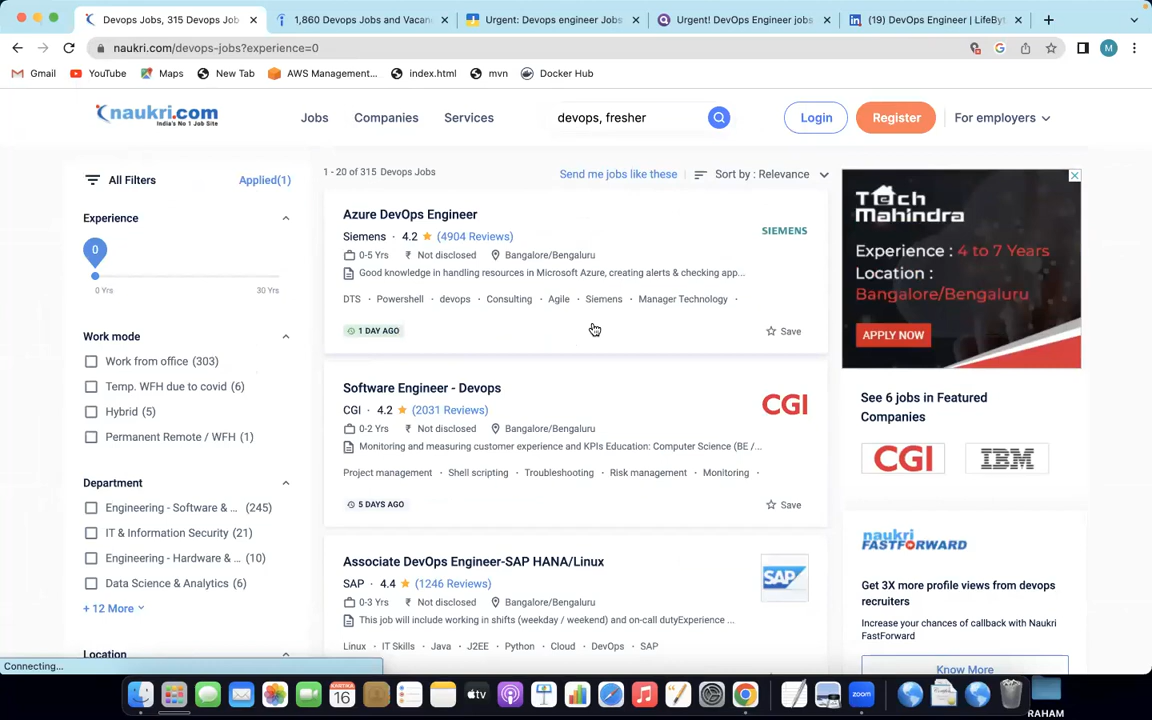 Devops Jobs, 315 Devops Job
1,860 Devops Jobs and Vacanc
Urgent: Devops engineer Jobs
Urgent! DevOps Engineer jobs
(19) DevOps Engineer | LifeByt
naukri.com/devops-jobs?experience=0
M
Gmail
YouTube
Maps
New Tab
AWS Management...
index.html
mvn
Docker Hub
naukri.com
India's No 1 Job Site
Jobs
Companies
Services
devops, fresher
Login
Register
For employers
All Filters
Applied(1)
1 - 20 of 315 Devops Jobs
Send me jobs like these
Sort by : Relevance
Experience
0
0 Yrs
30 Yrs
Work mode
Work from office (303)
Temp. WFH due to covid (6)
Hybrid (5)
Permanent Remote / WFH (1)
Department
Engineering - Software & ... (245)
IT & Information Security (21)
Engineering - Hardware & ... (10)
Data Science & Analytics (6)
+ 12 More
Location
Azure DevOps Engineer
Siemens · 4.2 (4904 Reviews)
SIEMENS
0-5 Yrs ₹ Not disclosed Bangalore/Bengaluru
Good knowledge in handling resources in Microsoft Azure, creating alerts & checking app...
DTS · Powershell · devops · Consulting · Agile · Siemens · Manager Technology ·
1 DAY AGO
Save
Software Engineer - Devops
CGI · 4.2 (2031 Reviews)
CGI
0-2 Yrs ₹ Not disclosed Bangalore/Bengaluru
Monitoring and measuring customer experience and KPIs Education: Computer Science (BE /...
Project management · Shell scripting · Troubleshooting · Risk management · Monitoring ·
5 DAYS AGO
Save
Associate DevOps Engineer-SAP HANA/Linux
SAP · 4.4 (1246 Reviews)
SAP
0-3 Yrs ₹ Not disclosed Bangalore/Bengaluru
This job will include working in shifts (weekday / weekend) and on-call dutyExperience ...
Linux · IT Skills · Java · J2EE · Python · Cloud · DevOps · SAP
Tech
Mahindra
Experience : 4 to 7 Years
Location :
Bangalore/Bengaluru
APPLY NOW
See 6 jobs in Featured
Companies
CGI
IBM
naukri
FASTFORWARD
Get 3X more profile views from devops
recruiters
Increase your chances of callback with Naukri
FastForward
Know More
Connecting...
16
tv
zoom
RAHAM